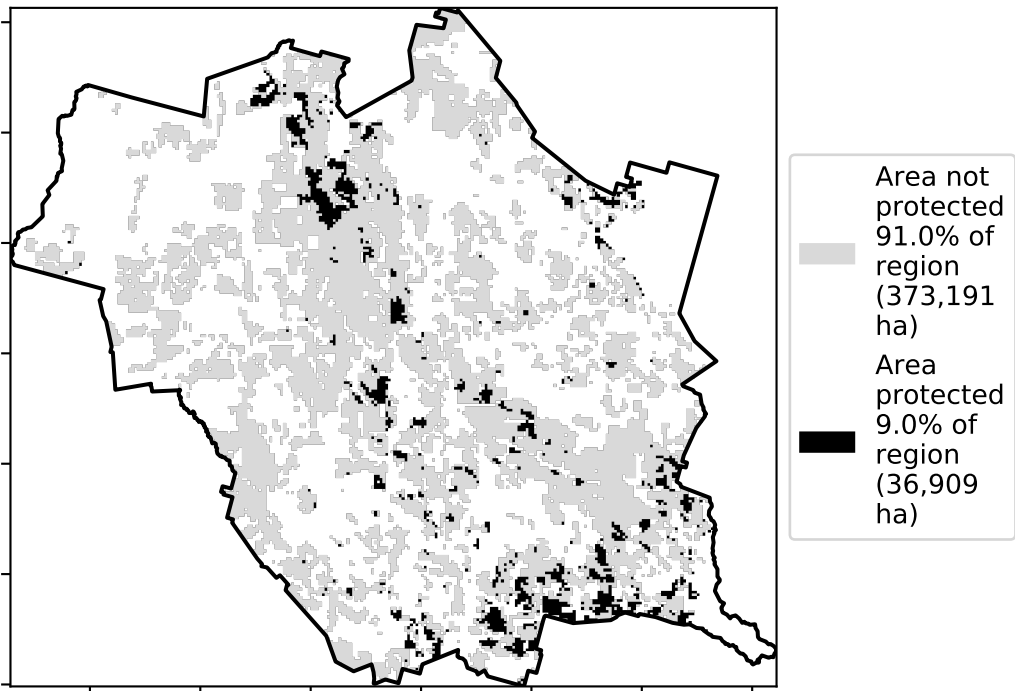 Area not
protected
91.0% of
region
(373,191
ha)
Area
protected
9.0% of
region
(36,909
ha)